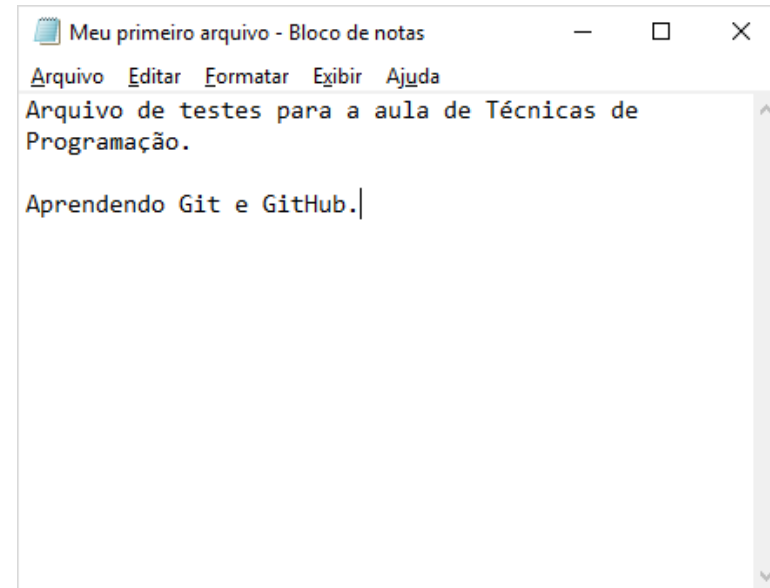 Meu primeiro arquivo - Bloco de notas
Arquivo Editar Formatar Exibir Ajuda
Arquivo de testes para a aula de Técnicas de
Programação.
Aprendendo Git e GitHub.